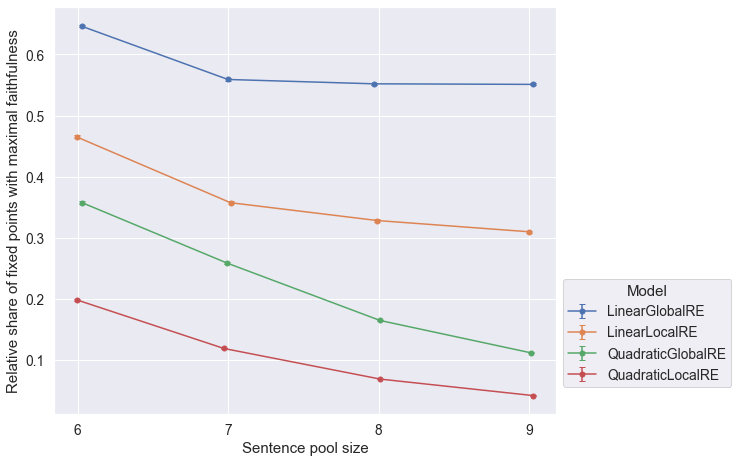 Relative share of fixed points with maximal faithfulness
0.6
0.5
0.4
0.3
0.2
0.1
6
7
8
9
Sentence pool size
Model
LinearGlobalRE
LinearLocalRE
QuadraticGlobalRE
QuadraticLocalRE